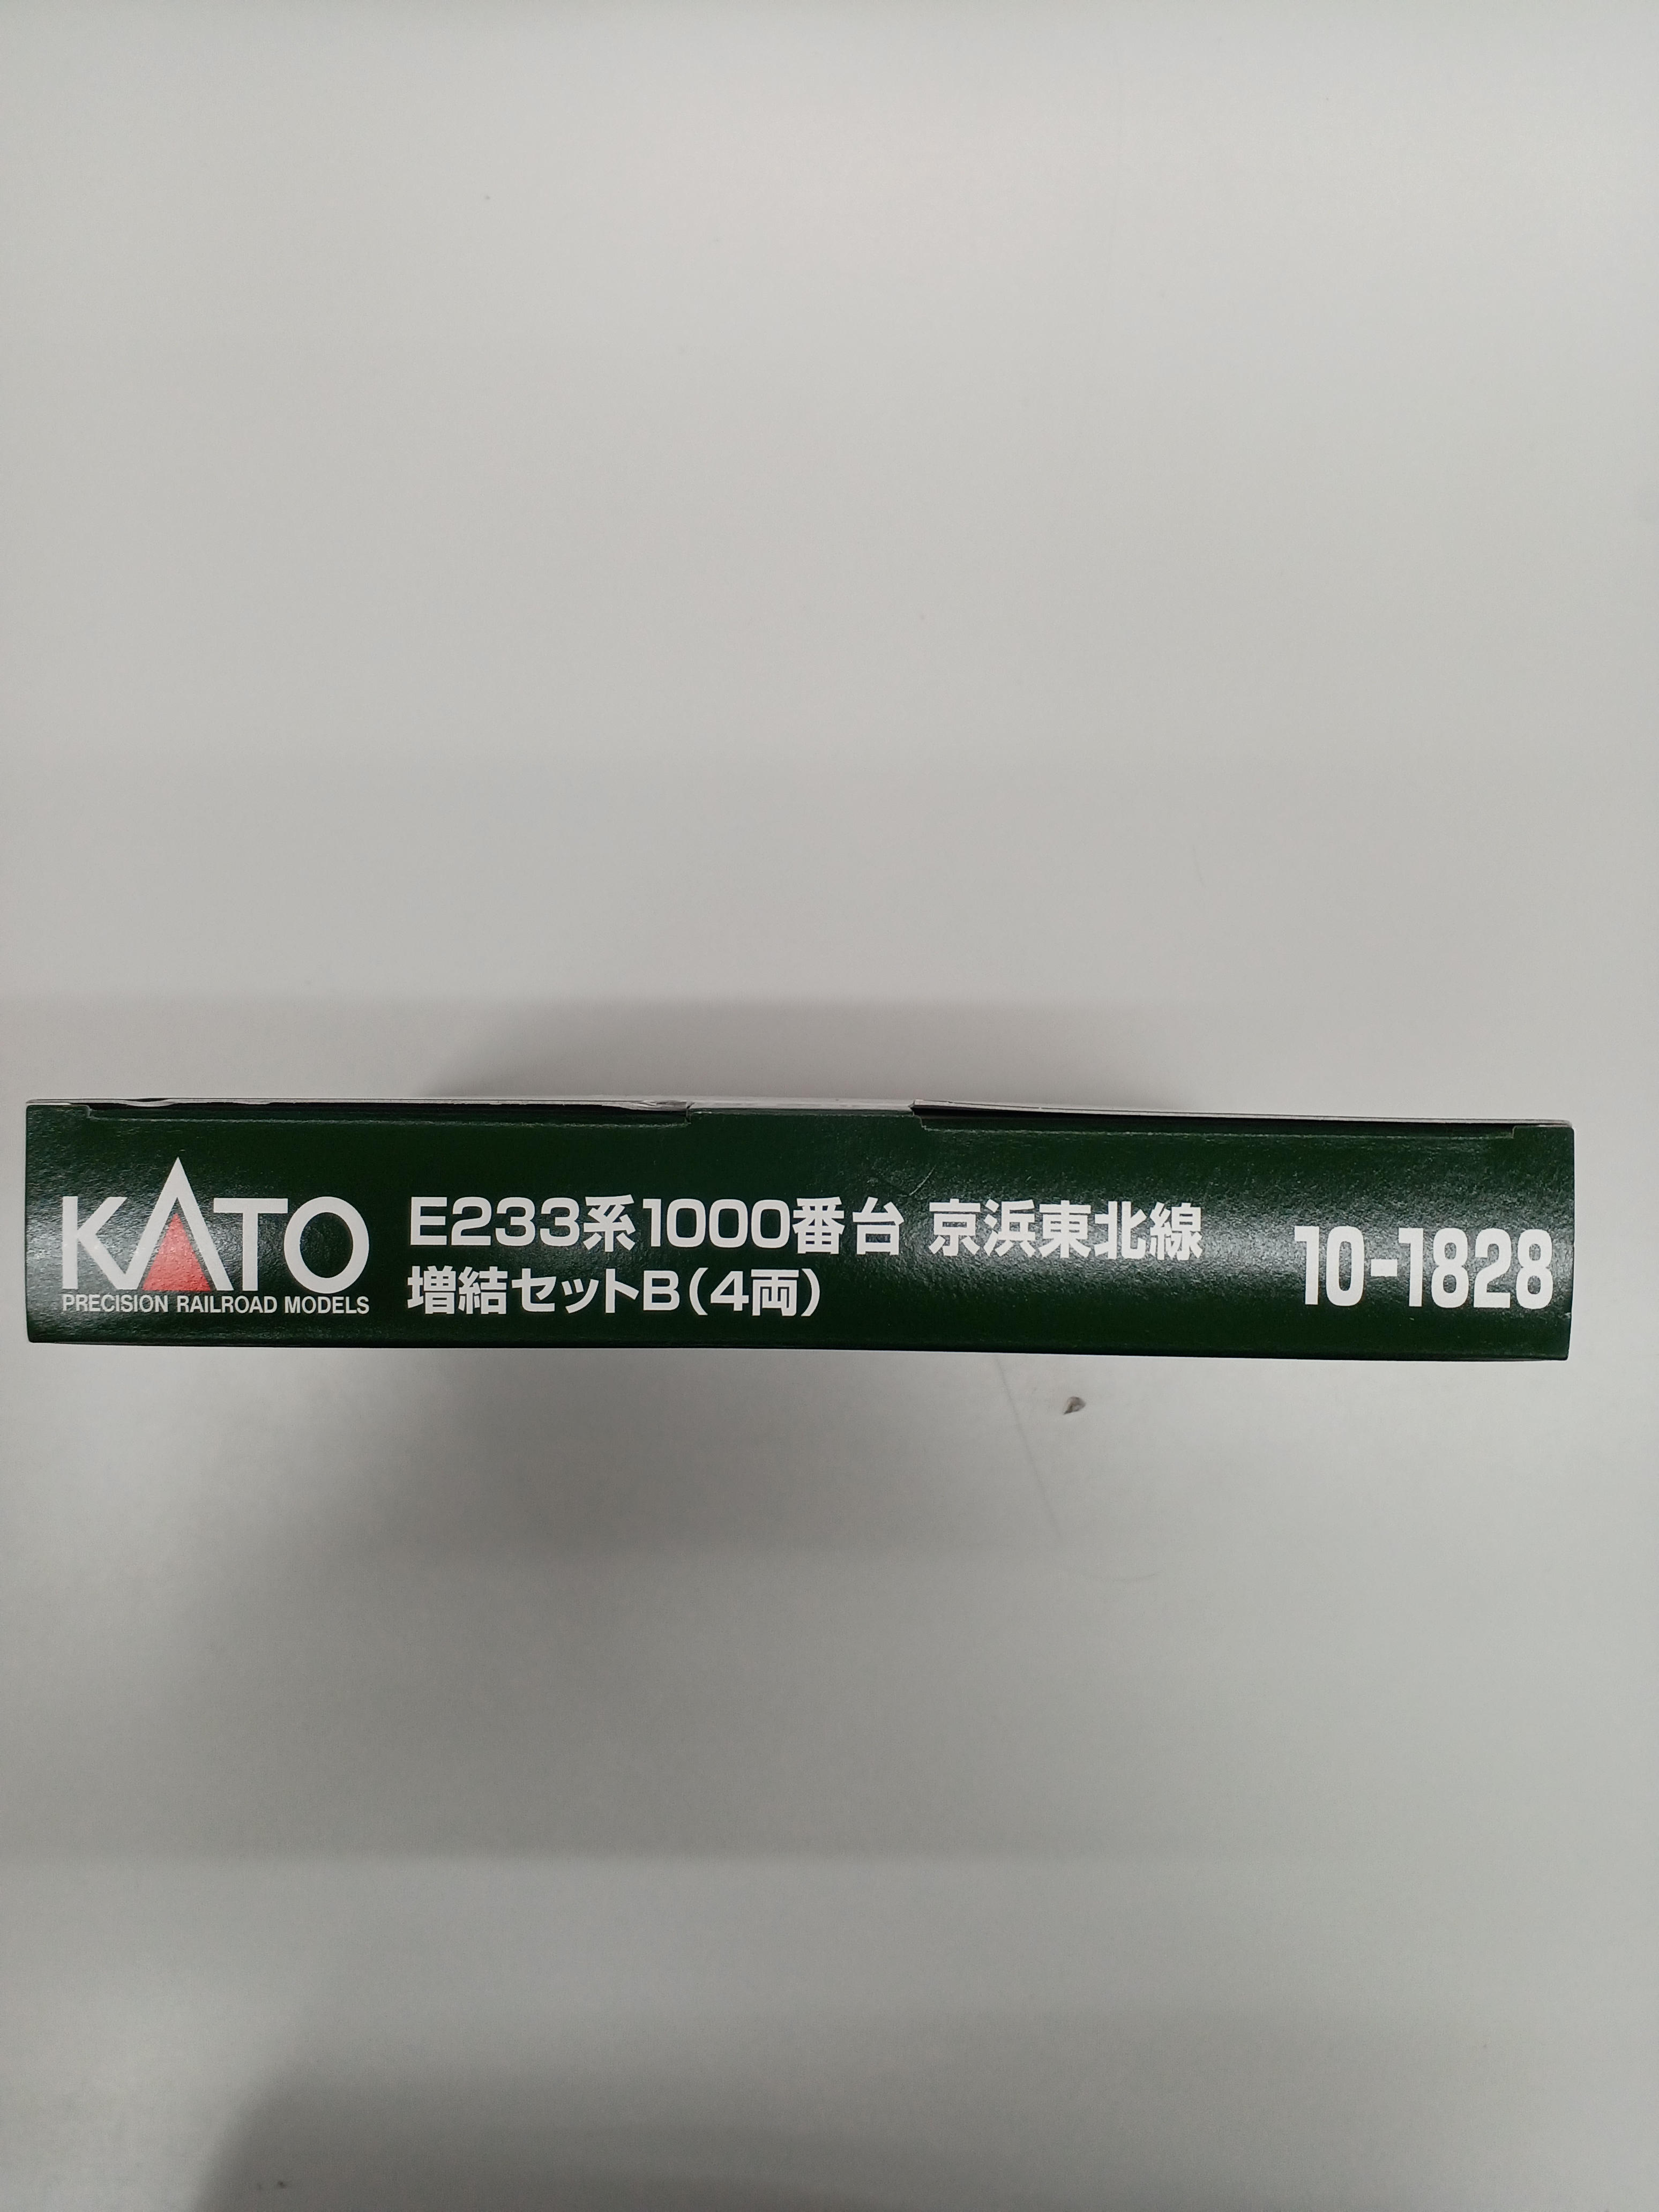 KATO
PRECISION RAILROAD MODELS
E233系1000番台 京浜東北線
増結セットB(4両)
10-1828